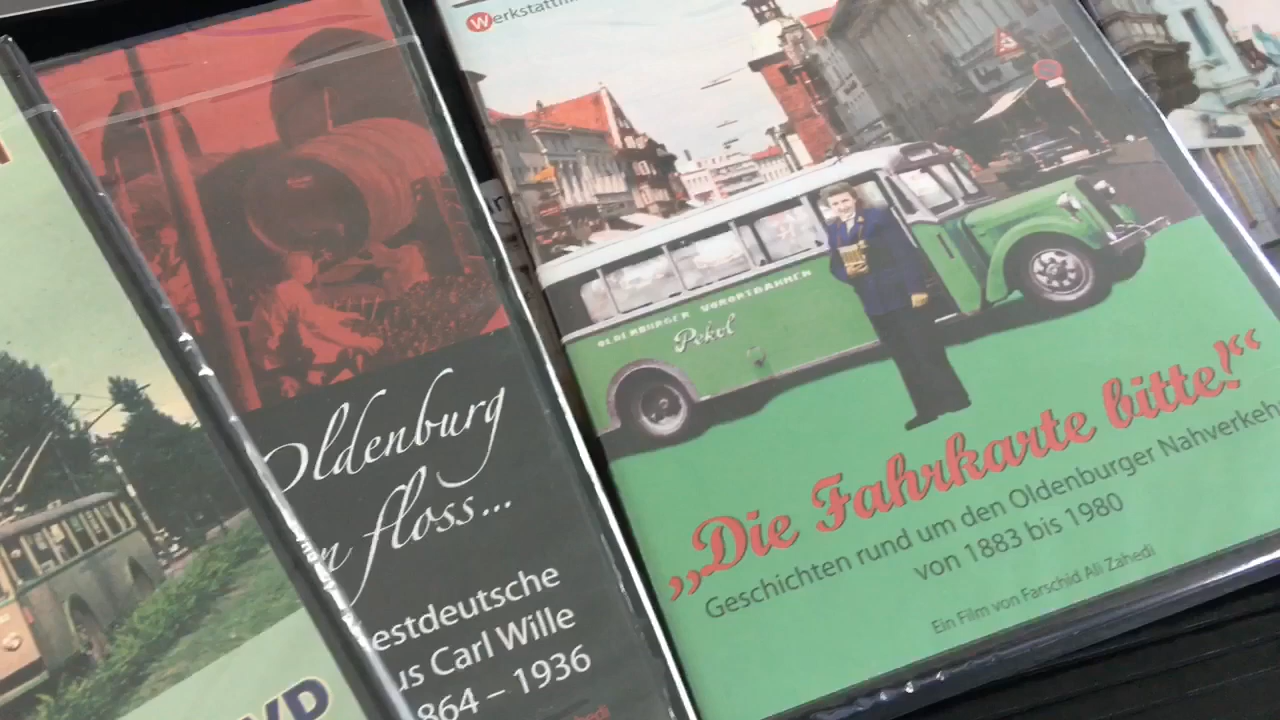 OLDENBURGER VORORTBAHNEN
Pekol
„Die Fahrkarte bitte!“
Geschichten rund um den Oldenburger Nahverkeh
von 1883 bis 1980
Ein Film von Farschid Ali Zahedi
Oldenburg
n floss...
estdeutsche
us Carl Wille
864 – 1936
VD